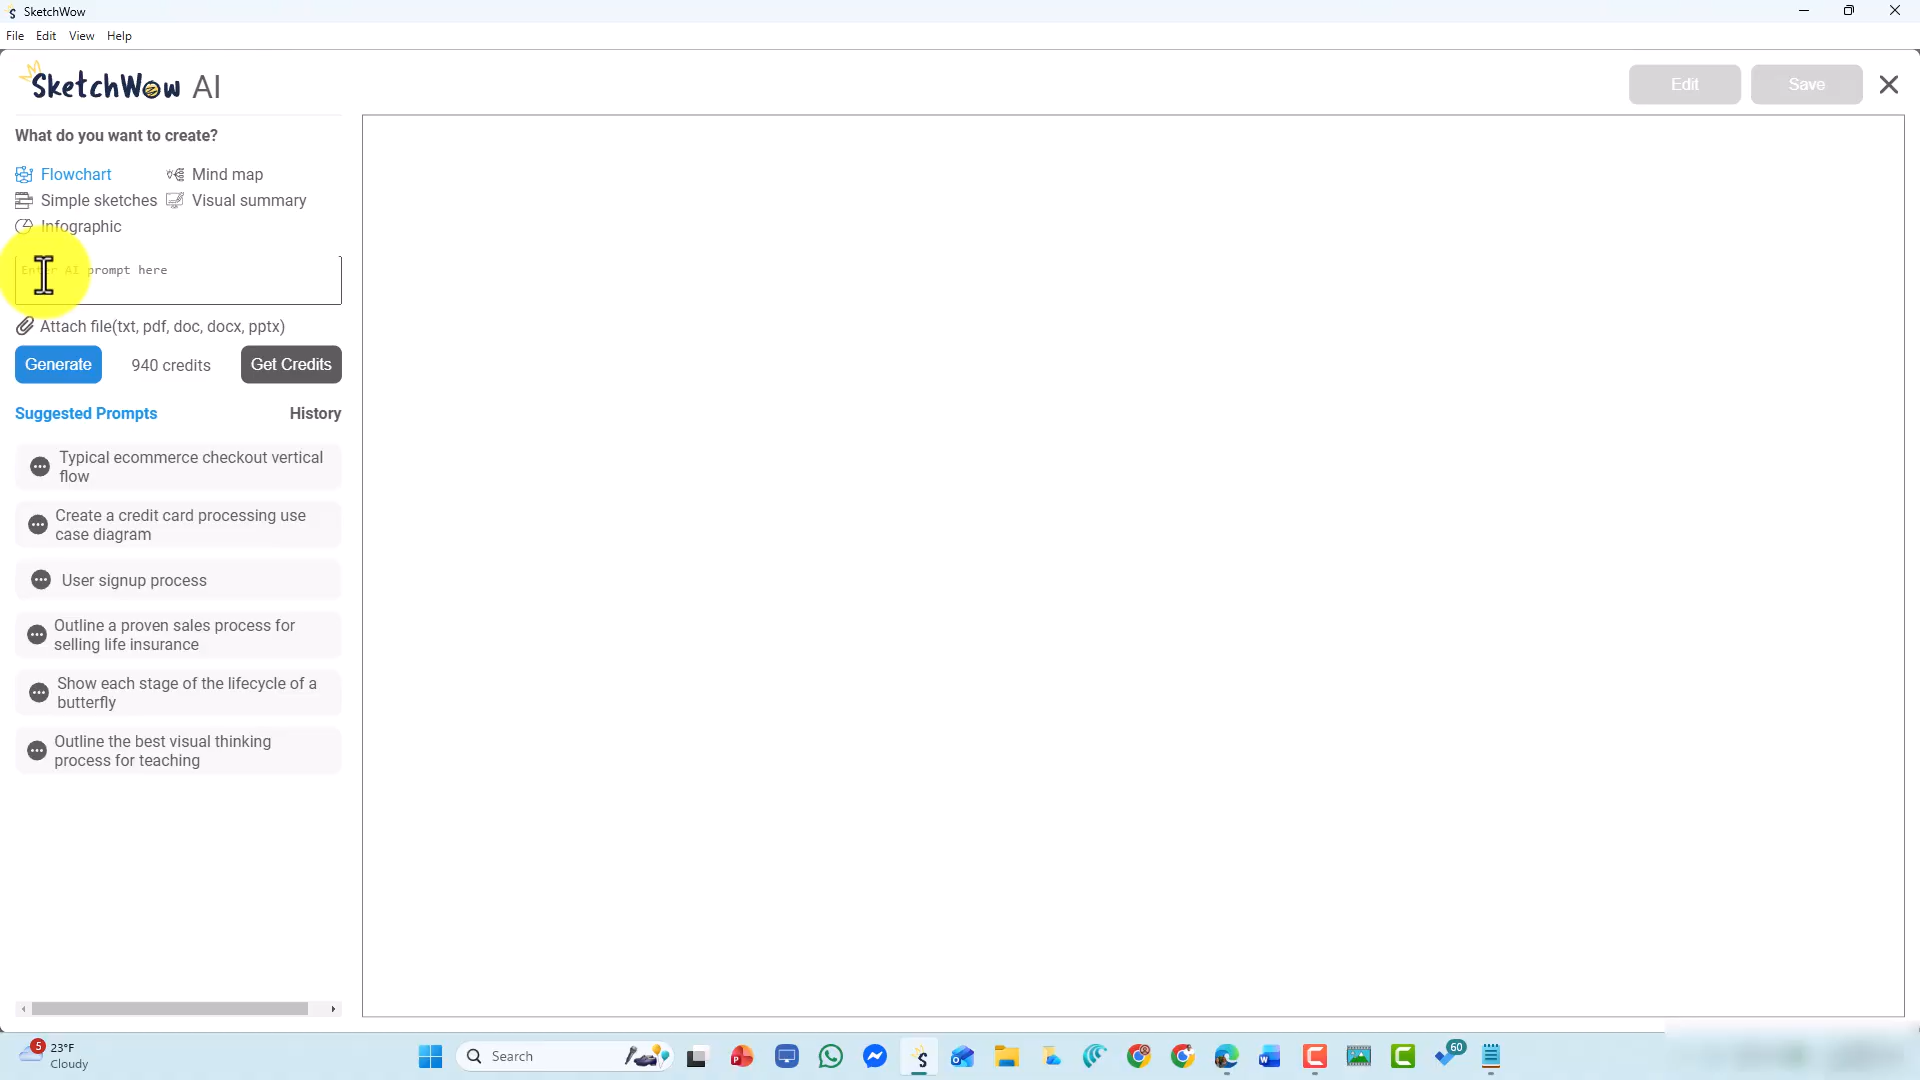 SketchWow
File Edit View Help
SketchWow AI
Edit Save
What do you want to create?
Flowchart Mind map
Simple sketches Visual summary
Infographic
Enter AI prompt here
Attach file(txt, pdf, doc, docx, pptx)
Generate 940 credits Get Credits
Suggested Prompts History
Typical ecommerce checkout vertical
flow
Create a credit card processing use
case diagram
User signup process
Outline a proven sales process for
selling life insurance
Show each stage of the lifecycle of a
butterfly
Outline the best visual thinking
process for teaching
5 23°F
Cloudy
Search
60